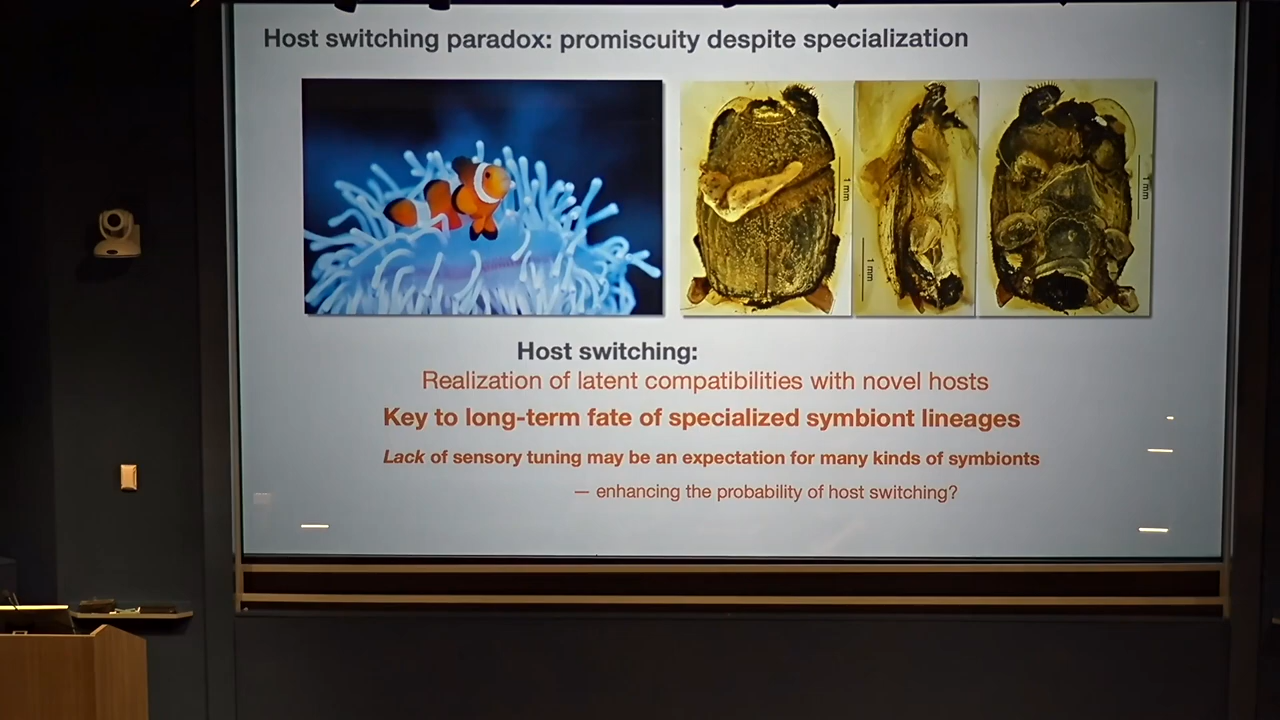 Host switching paradox: promiscuity despite specialization
1 mm
1 mm
1 mm
Host switching:
Realization of latent compatibilities with novel hosts
Key to long-term fate of specialized symbiont lineages
Lack of sensory tuning may be an expectation for many kinds of symbionts
— enhancing the probability of host switching?